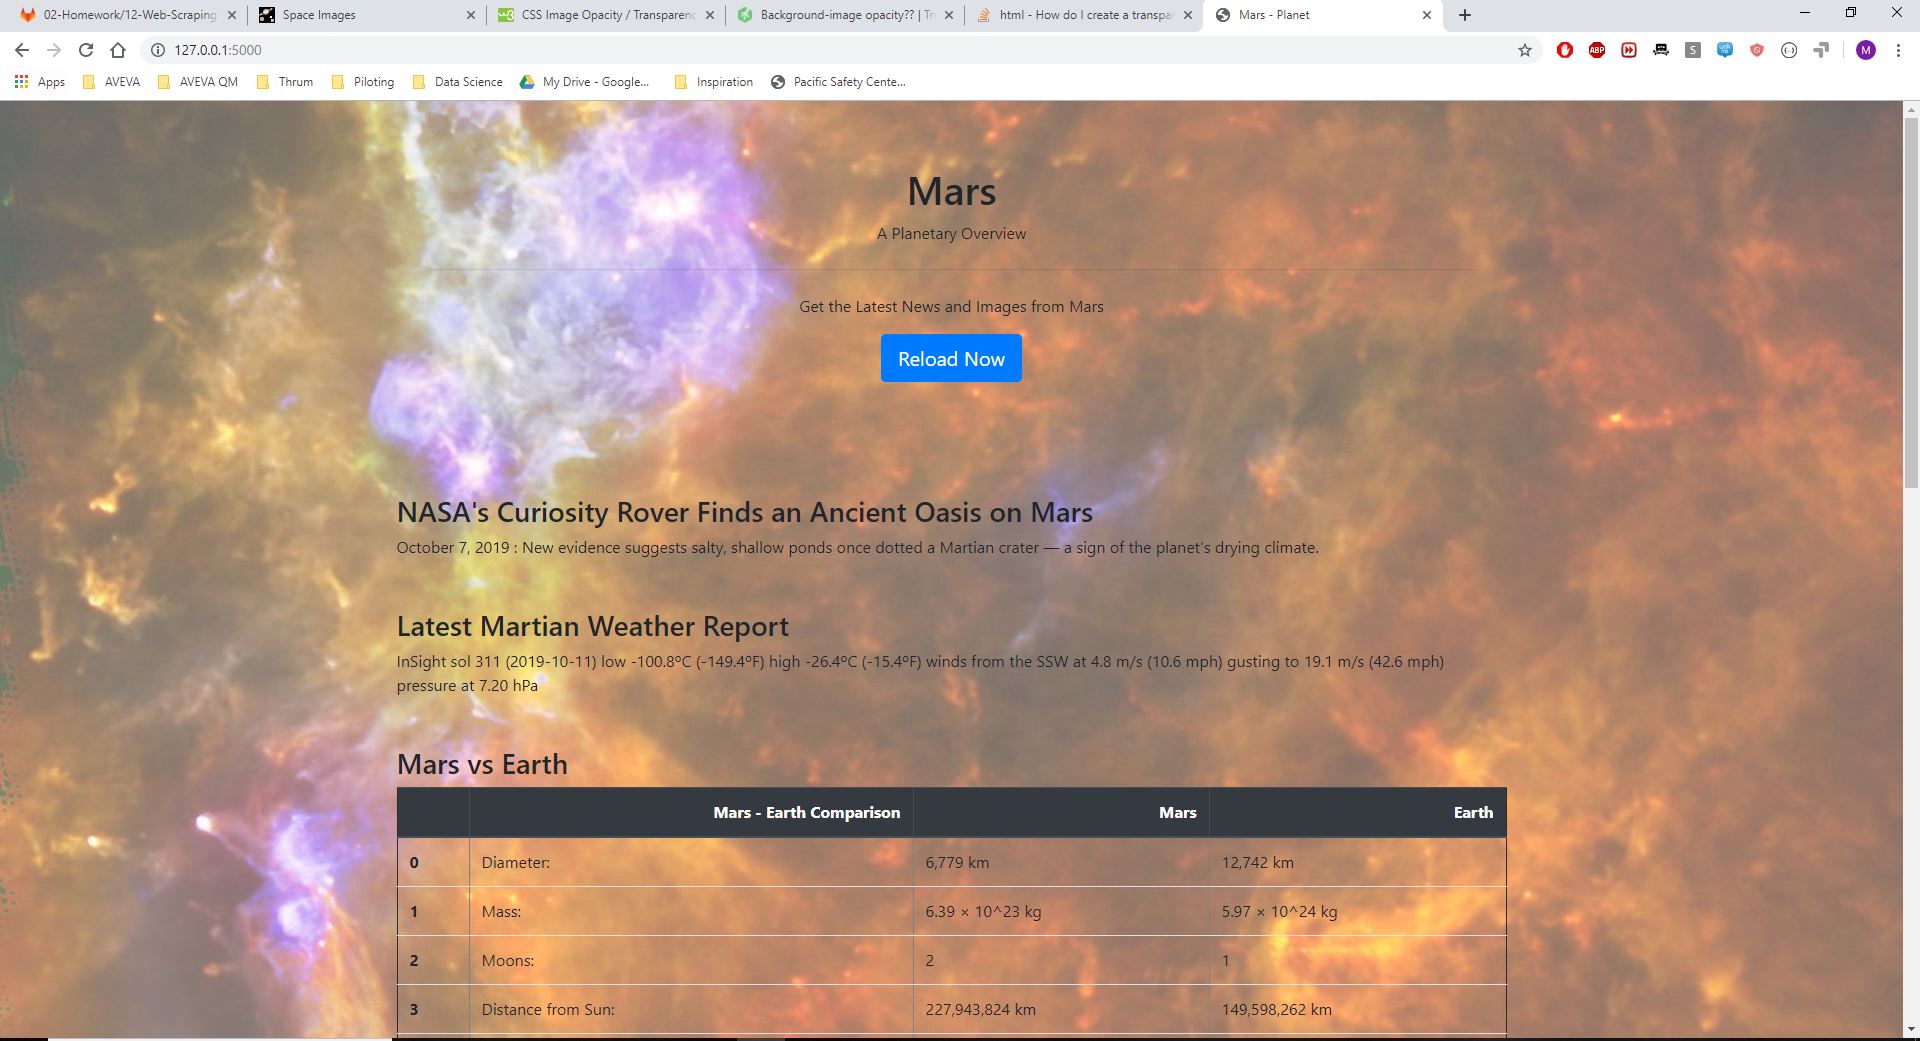 02-Homework/12-Web-Scraping
Space Images
CSS Image Opacity / Transparenc
Background-image opacity?? | Tr
html - How do I create a transpa
Mars - Planet
127.0.0.1:5000
ABP
S
M
Apps
AVEVA
AVEVA QM
Thrum
Piloting
Data Science
My Drive - Google...
Inspiration
Pacific Safety Cente...
Mars
A Planetary Overview
Get the Latest News and Images from Mars
Reload Now
NASA's Curiosity Rover Finds an Ancient Oasis on Mars
October 7, 2019 : New evidence suggests salty, shallow ponds once dotted a Martian crater — a sign of the planet's drying climate.
Latest Martian Weather Report
InSight sol 311 (2019-10-11) low -100.8ºC (-149.4ºF) high -26.4ºC (-15.4ºF) winds from the SSW at 4.8 m/s (10.6 mph) gusting to 19.1 m/s (42.6 mph)
pressure at 7.20 hPa
Mars vs Earth
Mars - Earth Comparison Mars Earth
0 Diameter: 6,779 km 12,742 km
1 Mass: 6.39 × 10^23 kg 5.97 × 10^24 kg
2 Moons: 2 1
3 Distance from Sun: 227,943,824 km 149,598,262 km